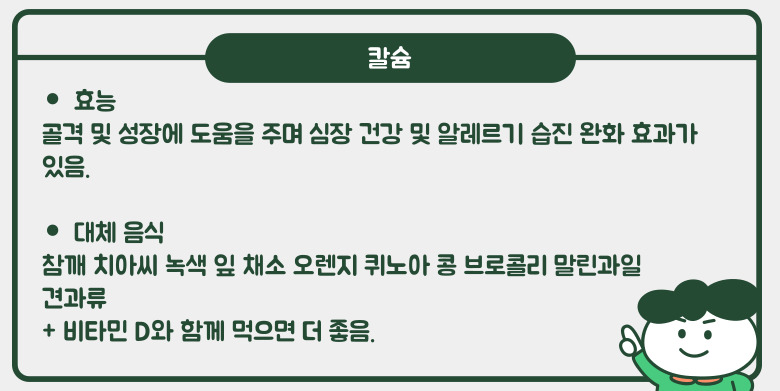 칼슘
• 효능
골격 및 성장에 도움을 주며 심장 건강 및 알레르기 습진 완화 효과가
있음.
• 대체 음식
참깨 치아씨 녹색 잎 채소 오렌지 퀴노아 콩 브로콜리 말린과일
견과류
+ 비타민 D와 함께 먹으면 더 좋음.